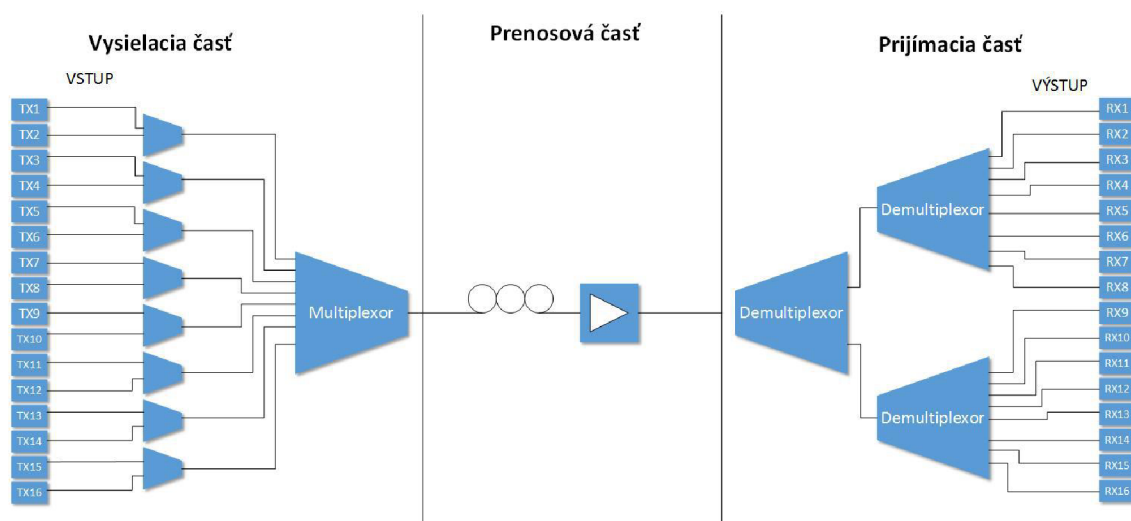 Vysielacia časť
Prenosová časť
Prijímacia časť
VSTUP
VÝSTUP
TX1
TX2
TX3
TX4
TX5
TX6
TX7
TX8
TX9
TX10
TX11
TX12
TX13
TX14
TX15
TX16
Multiplexor
Demultiplexor
Demultiplexor
Demultiplexor
RX1
RX2
RX3
RX4
RX5
RX6
RX7
RX8
RX9
RX10
RX11
RX12
RX13
RX14
RX15
RX16